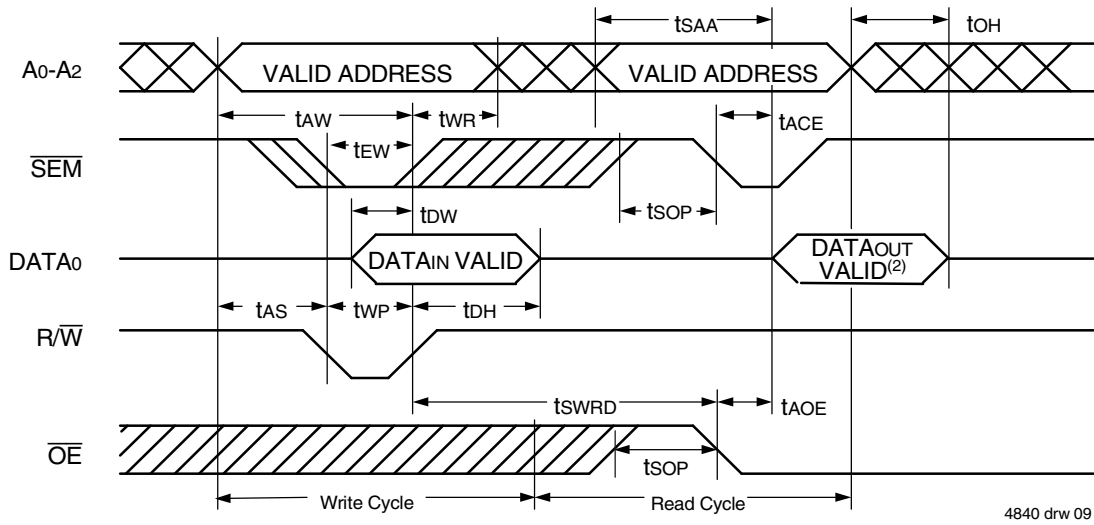 tSAA
tOH
A0-A2
VALID ADDRESS
VALID ADDRESS
tAW
tWR
tACE
tEW
SEM
tSOP
tDW
DATA0
DATAIN VALID
DATAOUT
VALID(2)
tAS
tWP
tDH
R/W
tSWRD
tAOE
OE
tSOP
Write Cycle
Read Cycle
4840 drw 09